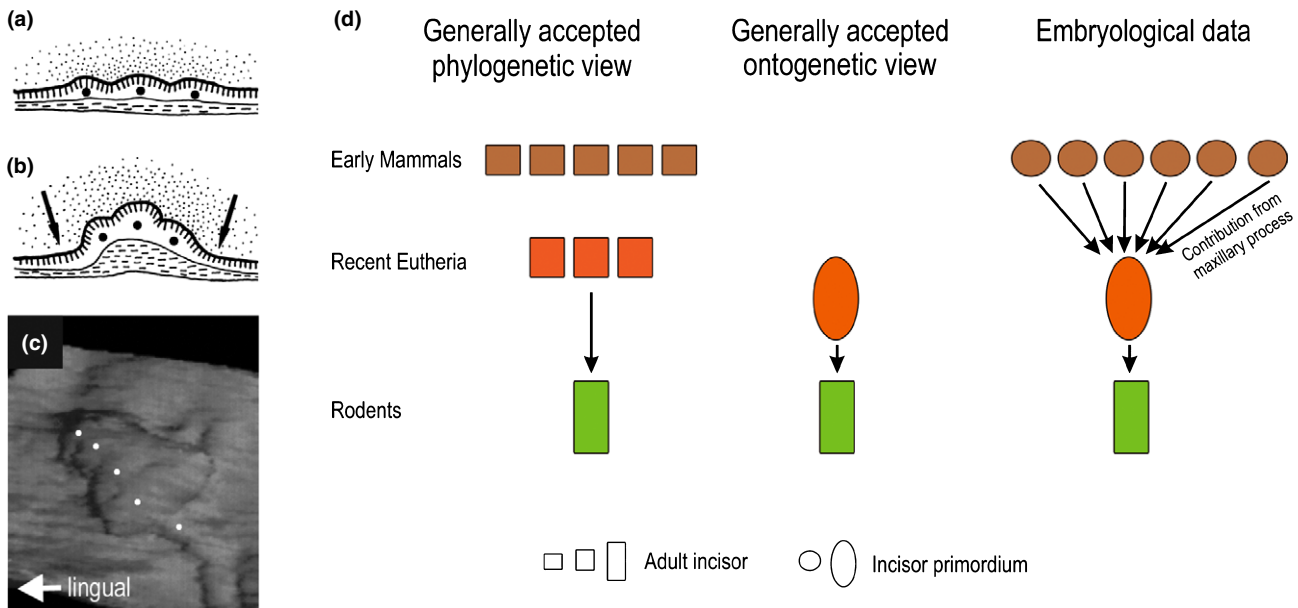 (a)
(b)
(c)
lingual
(d)
Generally accepted
phylogenetic view
Generally accepted
ontogenetic view
Embryological data
Early Mammals
Recent Eutheria
Rodents
Contribution from
maxillary process
Adult incisor
Incisor primordium